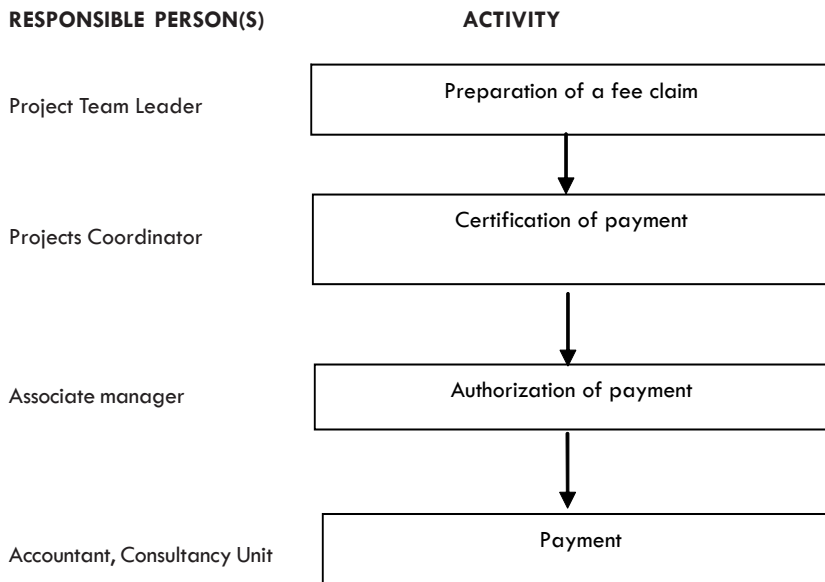 RESPONSIBLE PERSON(S) ACTIVITY
Project Team Leader Preparation of a fee claim
Projects Coordinator Certification of payment
Associate manager Authorization of payment
Accountant, Consultancy Unit Payment